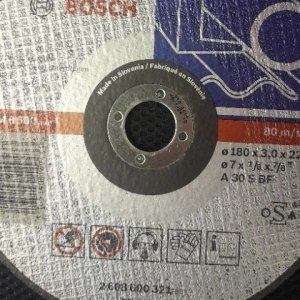 BOSCH
Made in Slovenia / Fabriqué en Slovénie
80 m/s
ø 180 x 3,0 x 22
ø 7 x 1/8 x 7/8 "
A 30 S BF
2 608 600 321